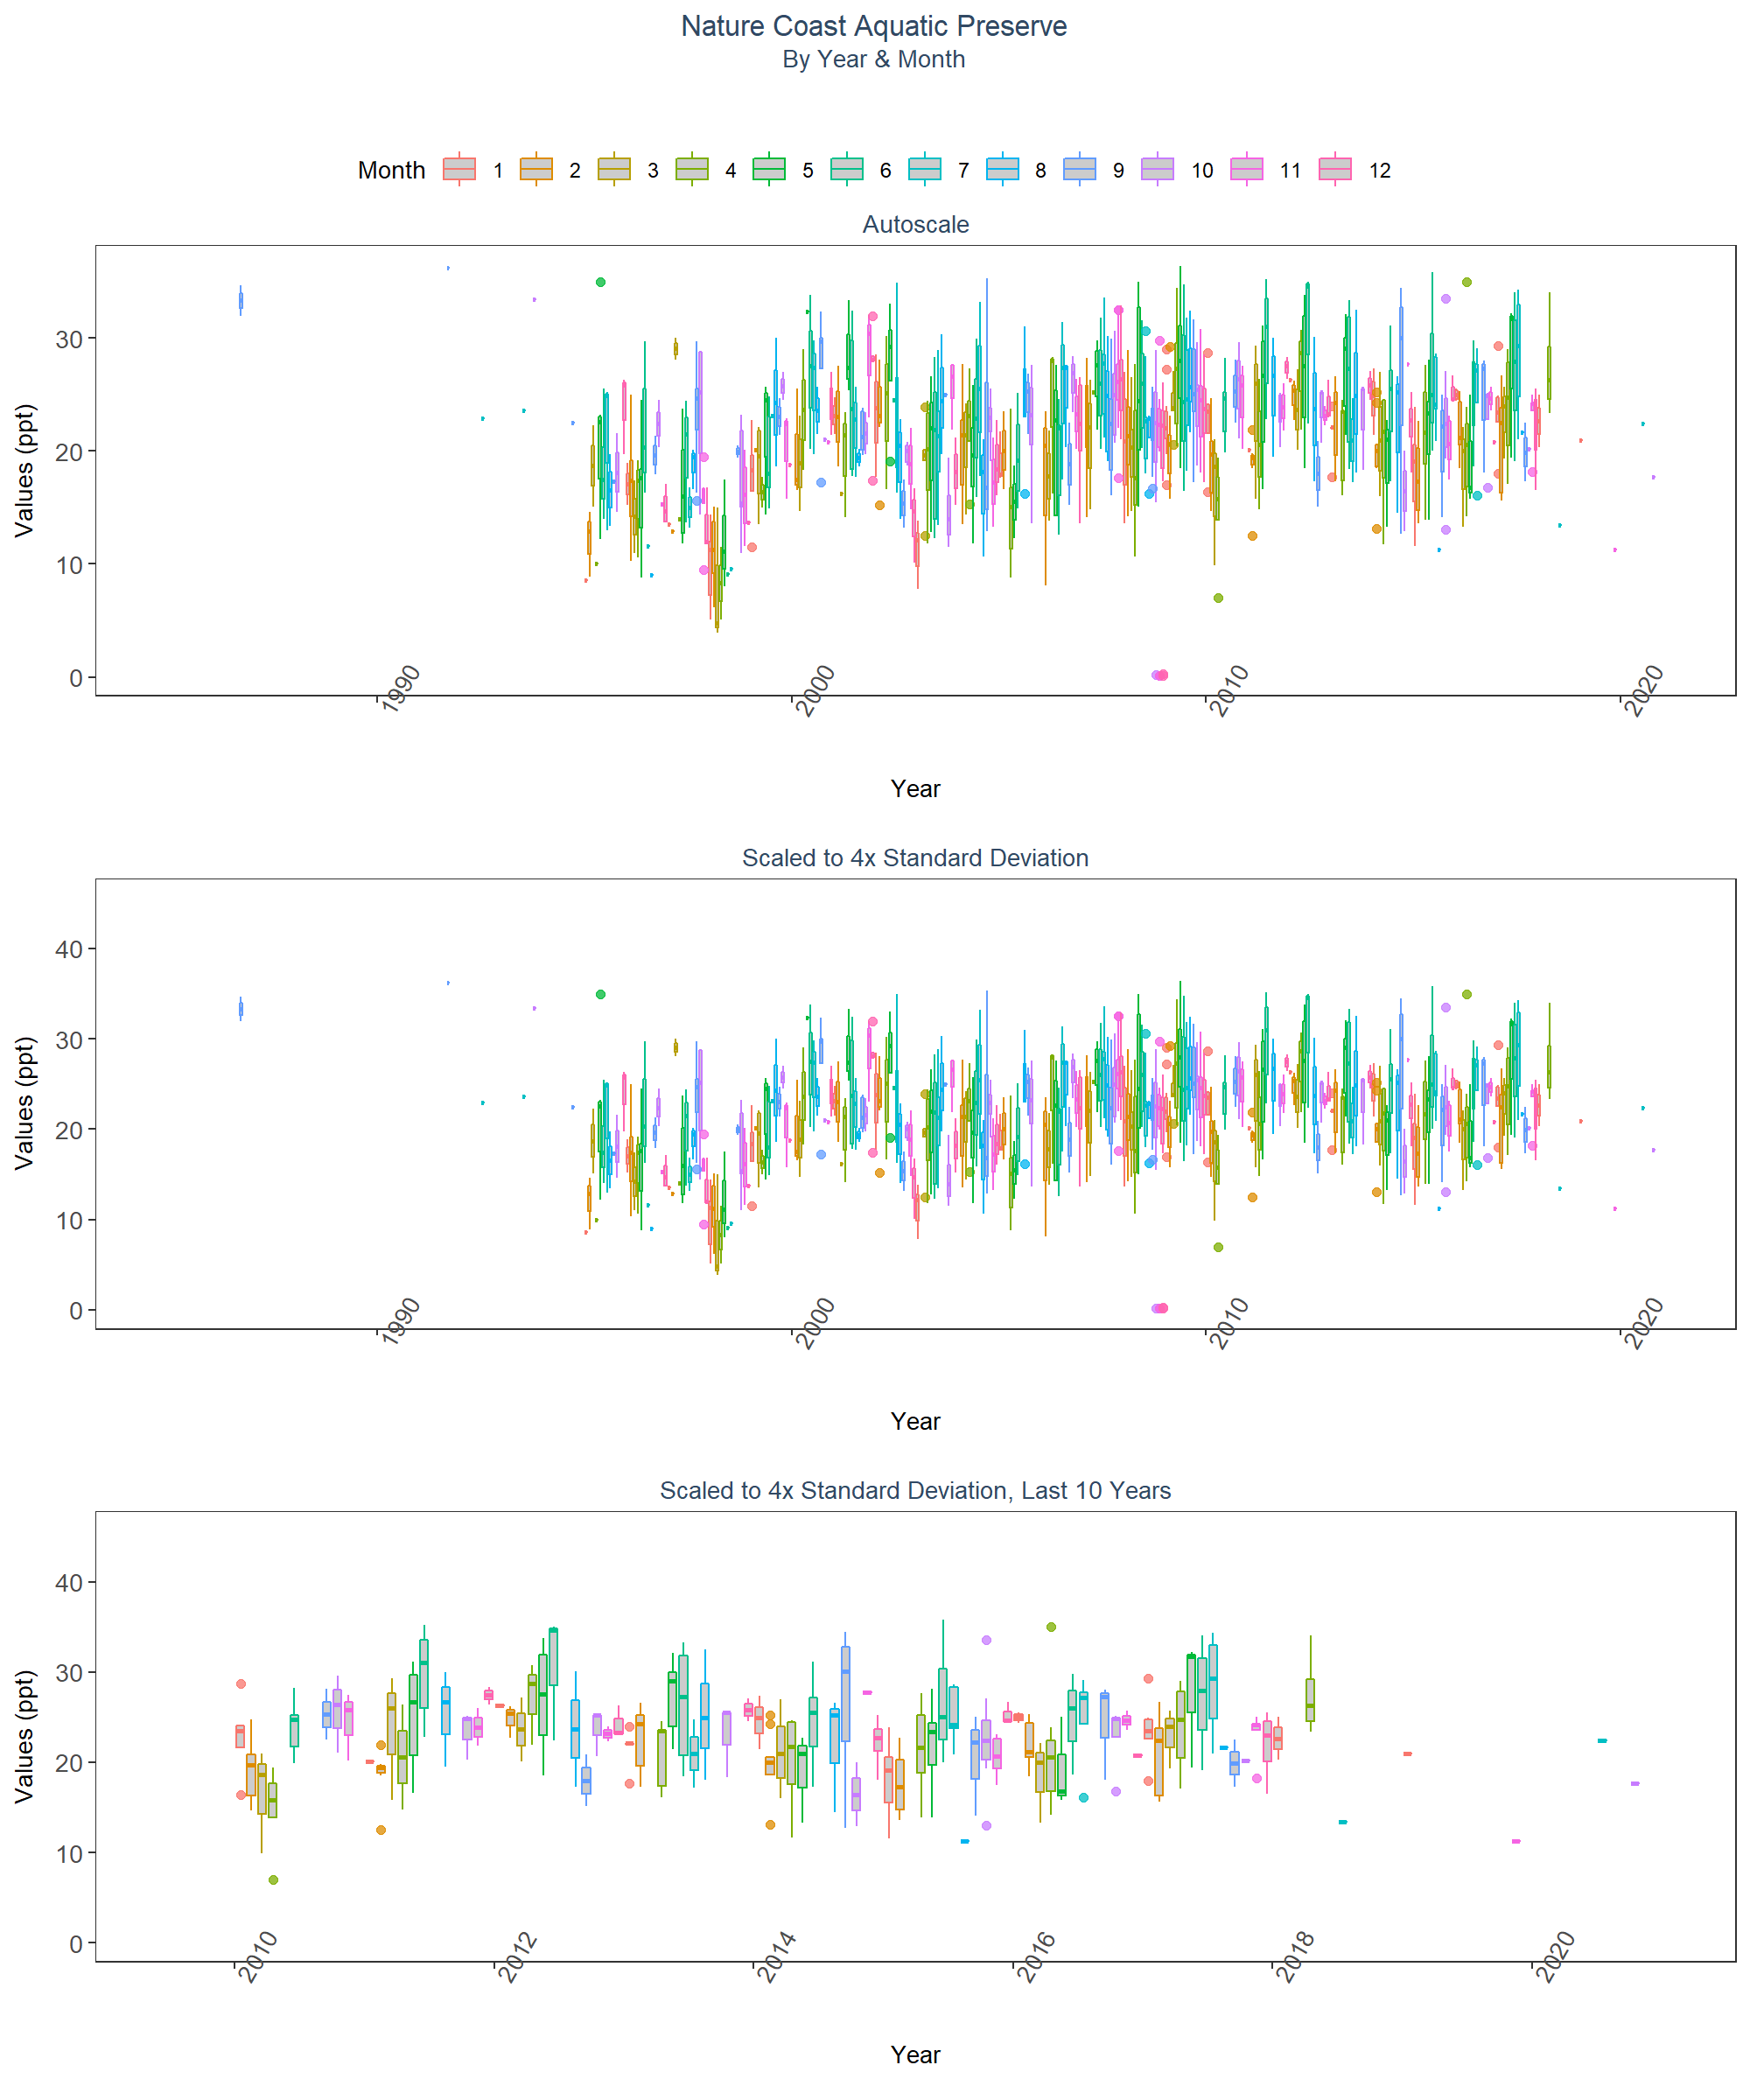 Nature Coast Aquatic Preserve
By Year & Month
Month 1 2 3 4 5 6 7 8 9 10 11 12
Autoscale
Values (ppt)
30
20
10
0
1990 2000 2010 2020
Year
Scaled to 4x Standard Deviation
Values (ppt)
40
30
20
10
0
1990 2000 2010 2020
Year
Scaled to 4x Standard Deviation, Last 10 Years
Values (ppt)
40
30
20
10
0
2010 2012 2014 2016 2018 2020
Year